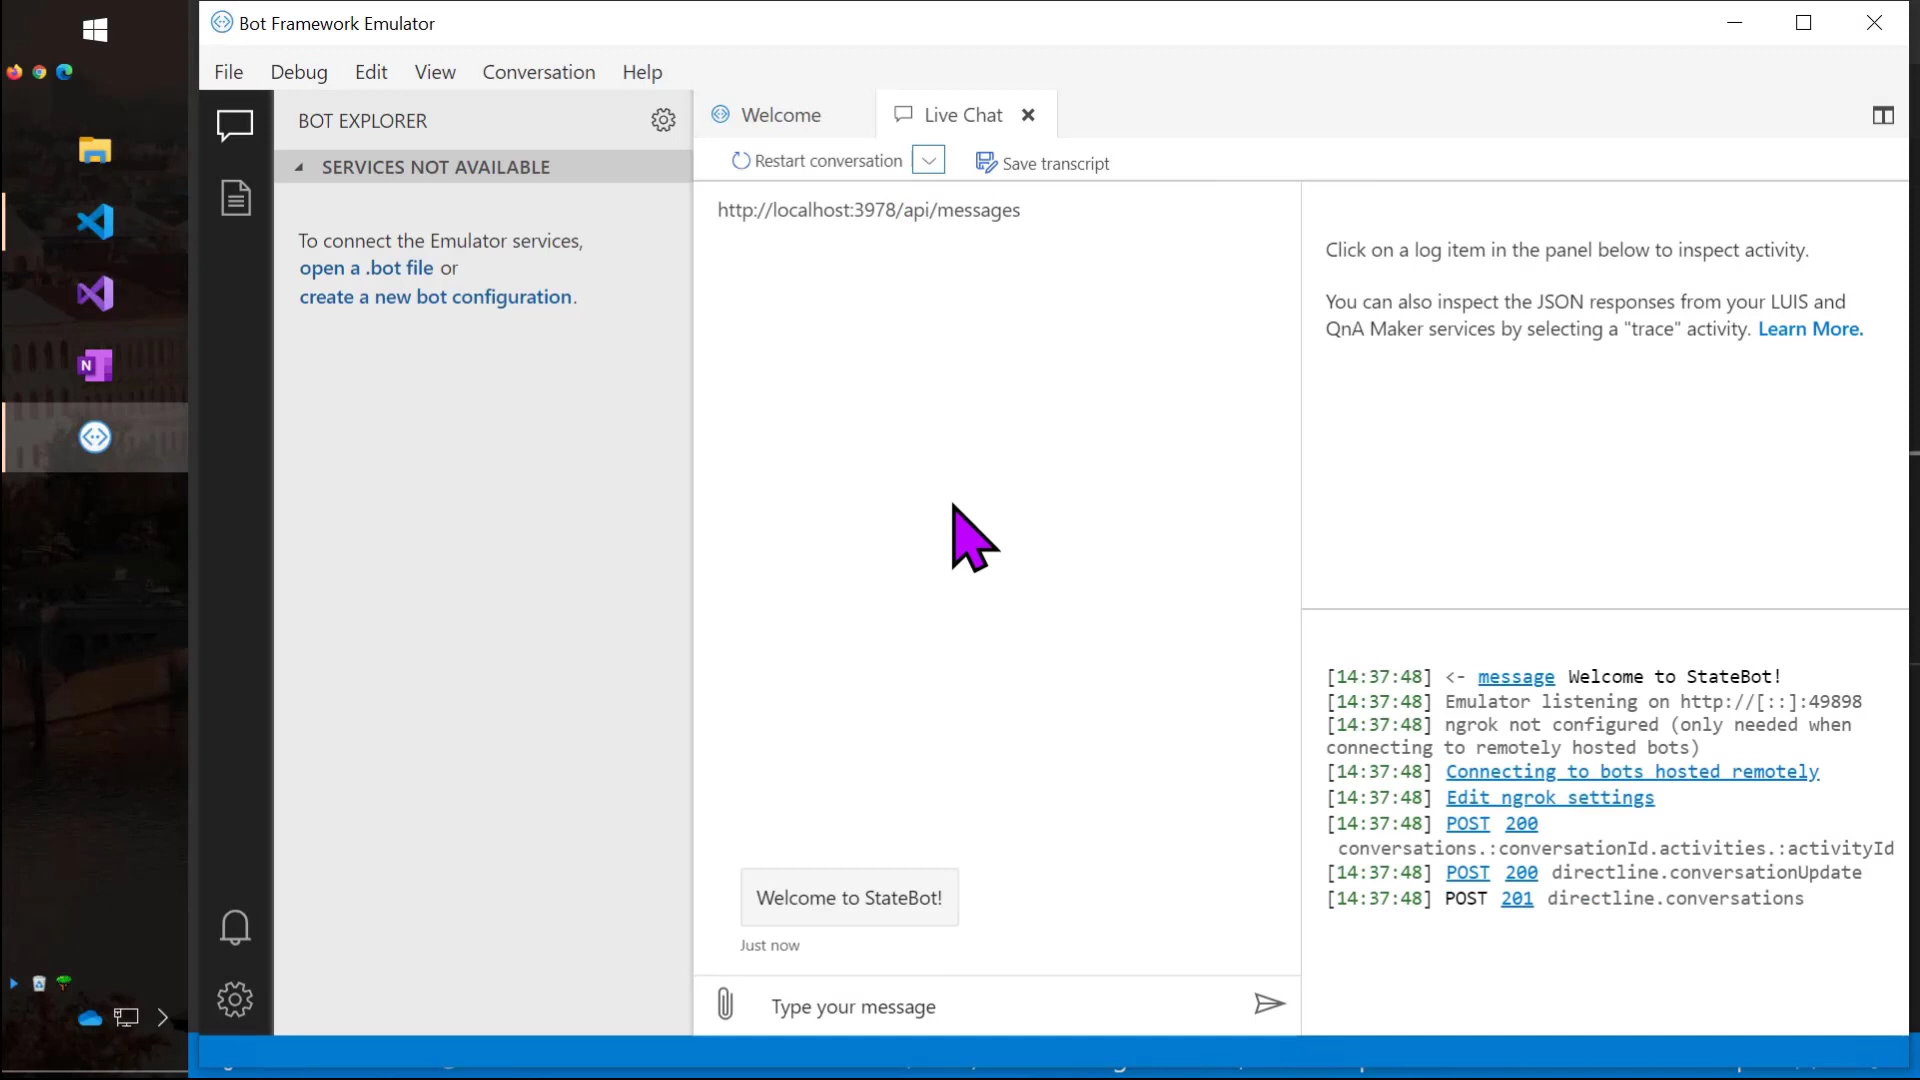 Bot Framework Emulator
File Debug Edit View Conversation Help
BOT EXPLORER
SERVICES NOT AVAILABLE
To connect the Emulator services,
open a .bot file or
create a new bot configuration.
Welcome
Live Chat
Restart conversation
Save transcript
http://localhost:3978/api/messages
Welcome to StateBot!
Just now
Type your message
Click on a log item in the panel below to inspect activity.
You can also inspect the JSON responses from your LUIS and
QnA Maker services by selecting a "trace" activity. Learn More.
[14:37:48] <- message Welcome to StateBot!
[14:37:48] Emulator listening on http://[::]:49898
[14:37:48] ngrok not configured (only needed when
connecting to remotely hosted bots)
[14:37:48] Connecting to bots hosted remotely
[14:37:48] Edit ngrok settings
[14:37:48] POST 200
conversations.:conversationId.activities.:activityId
[14:37:48] POST 200 directline.conversationUpdate
[14:37:48] POST 201 directline.conversations
N